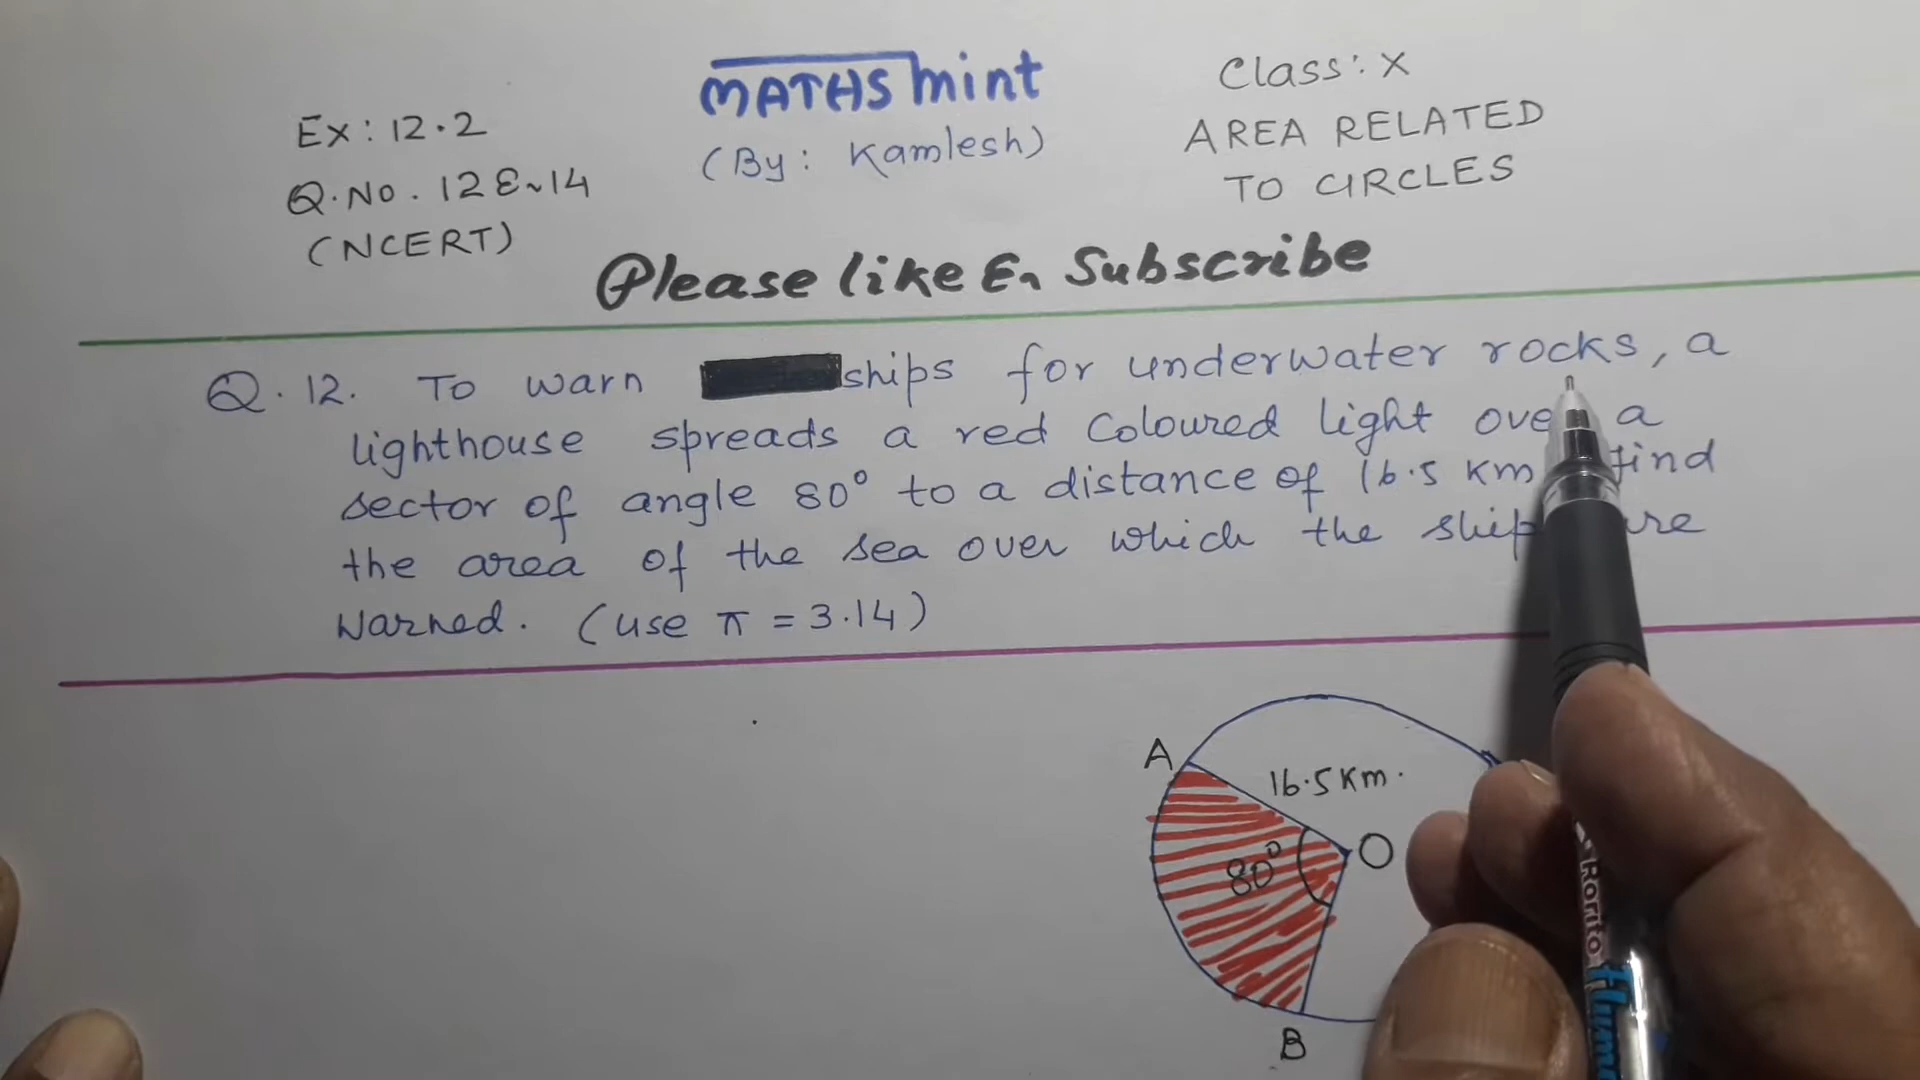 Ex: 12.2
Q.No. 12 & 14
(NCERT)
MATHS mint
(By: Kamlesh)
Class: X
AREA RELATED
TO CIRCLES
Please like & Subscribe
Q.12. To warn ships for underwater rocks, a
lighthouse spreads a red coloured light over a
sector of angle 80° to a distance of 16.5 km find
the area of the sea over which the ship are
warned. (use π = 3.14)
A
16.5 Km.
80°
O
B
Rorito